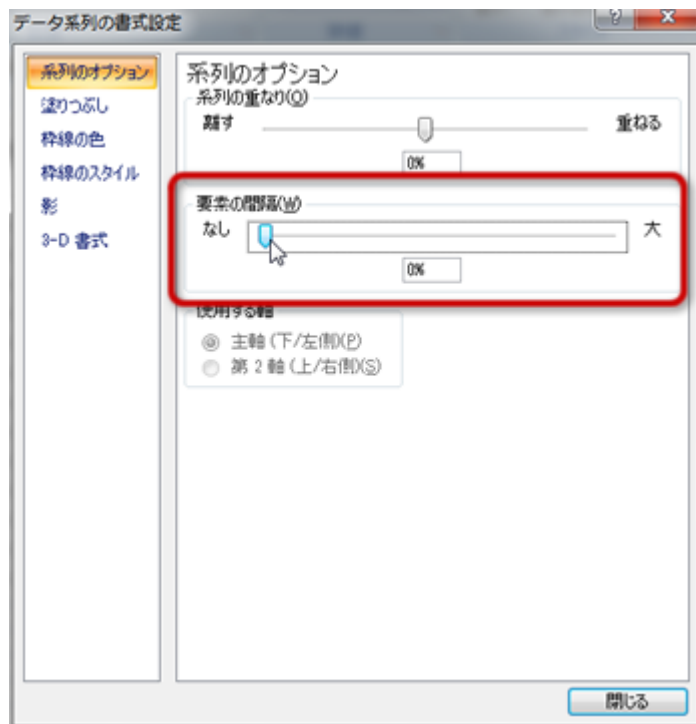 データ系列の書式設定
?
系列のオプション
塗りつぶし
枠線の色
枠線のスタイル
影
3-D 書式
系列のオプション
系列の重なり(O)
離す 重ねる
0%
要素の間隔(W)
なし 大
0%
使用する軸
主軸 (下/左側)(P)
第 2 軸 (上/右側)(S)
閉じる